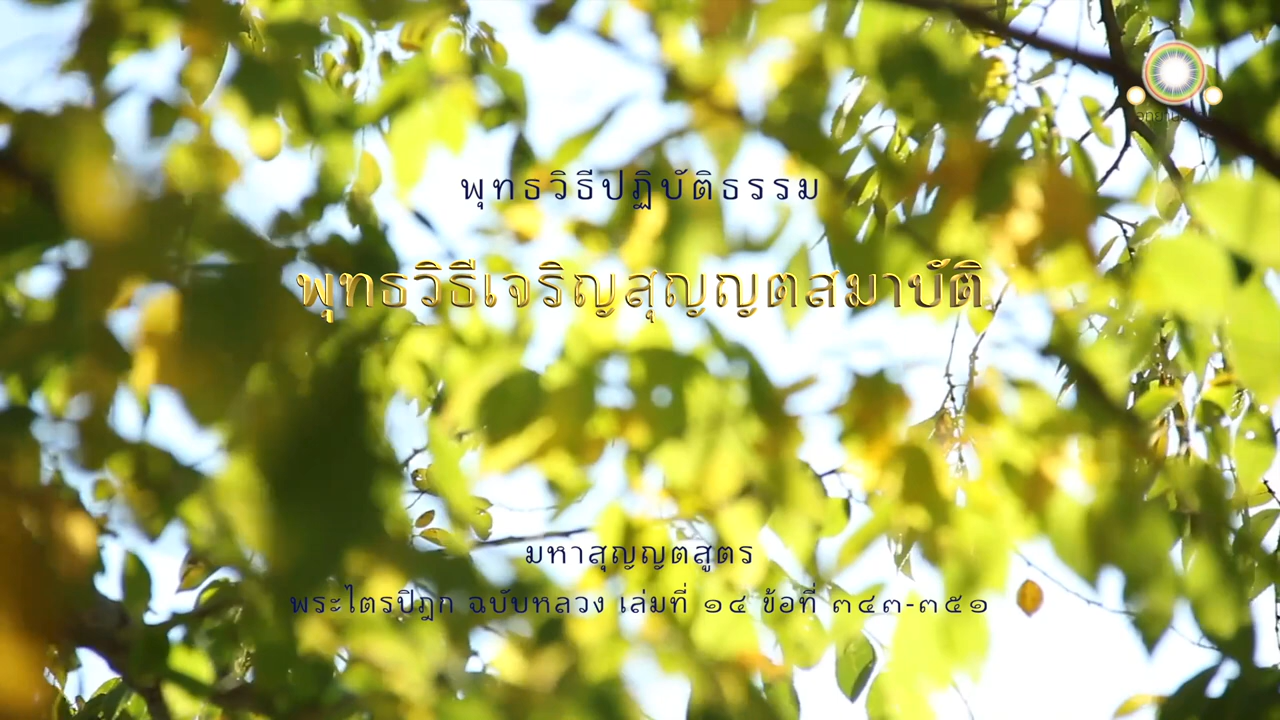 พุทธวิธีปฏิบัติธรรม
พุทธวิธีเจริญสุญญตสมาบัติ
มหาสุญญตสูตร
พระไตรปิฎก ฉบับหลวง เล่มที่ ๑๔ ข้อที่ ๓๔๓-๓๕๑